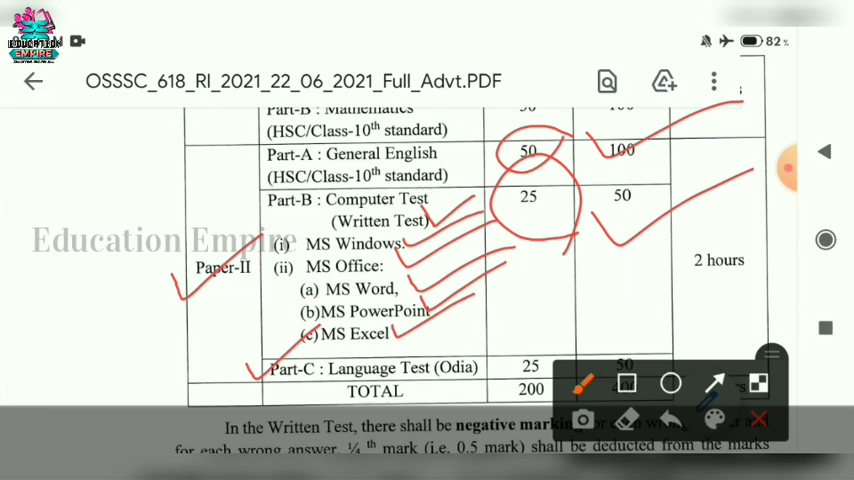 EDUCATION
EMPIRE
82%
OSSSC_618_RI_2021_22_06_2021_Full_Advt.PDF
Part-B : Mathematics
(HSC/Class-10th standard)
Part-A : General English 50 100
(HSC/Class-10th standard)
Part-B : Computer Test 25 50
(Written Test)
Education Empire
(i) MS Windows:
Paper-II (ii) MS Office: 2 hours
(a) MS Word,
(b)MS PowerPoint
(c)MS Excel
Part-C : Language Test (Odia) 25 50
TOTAL 200
In the Written Test, there shall be negative marking
for each wrong answer, ¼th mark (i.e. 0.5 mark) shall be deducted from the marks